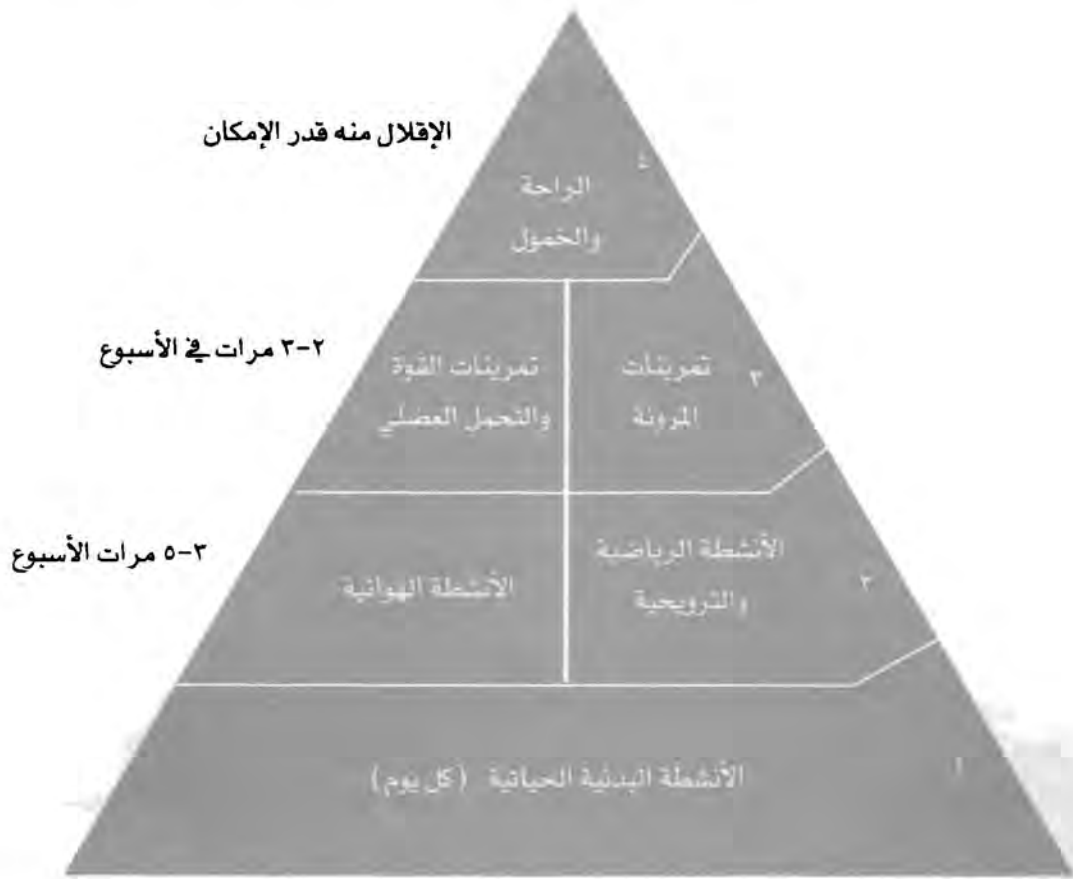 الإقلال منه قدر الإمكان
٤
الراحة
والخمول
٢-٣ مرات في الأسبوع
٣
تمرينات
المرونة
تمرينات القوة
والتحمل العضلي
٣-٥ مرات الأسبوع
٢
الأنشطة الرياضية
والترويحية
الأنشطة الهوائية
١
الأنشطة البدنية الحياتية (كل يوم)